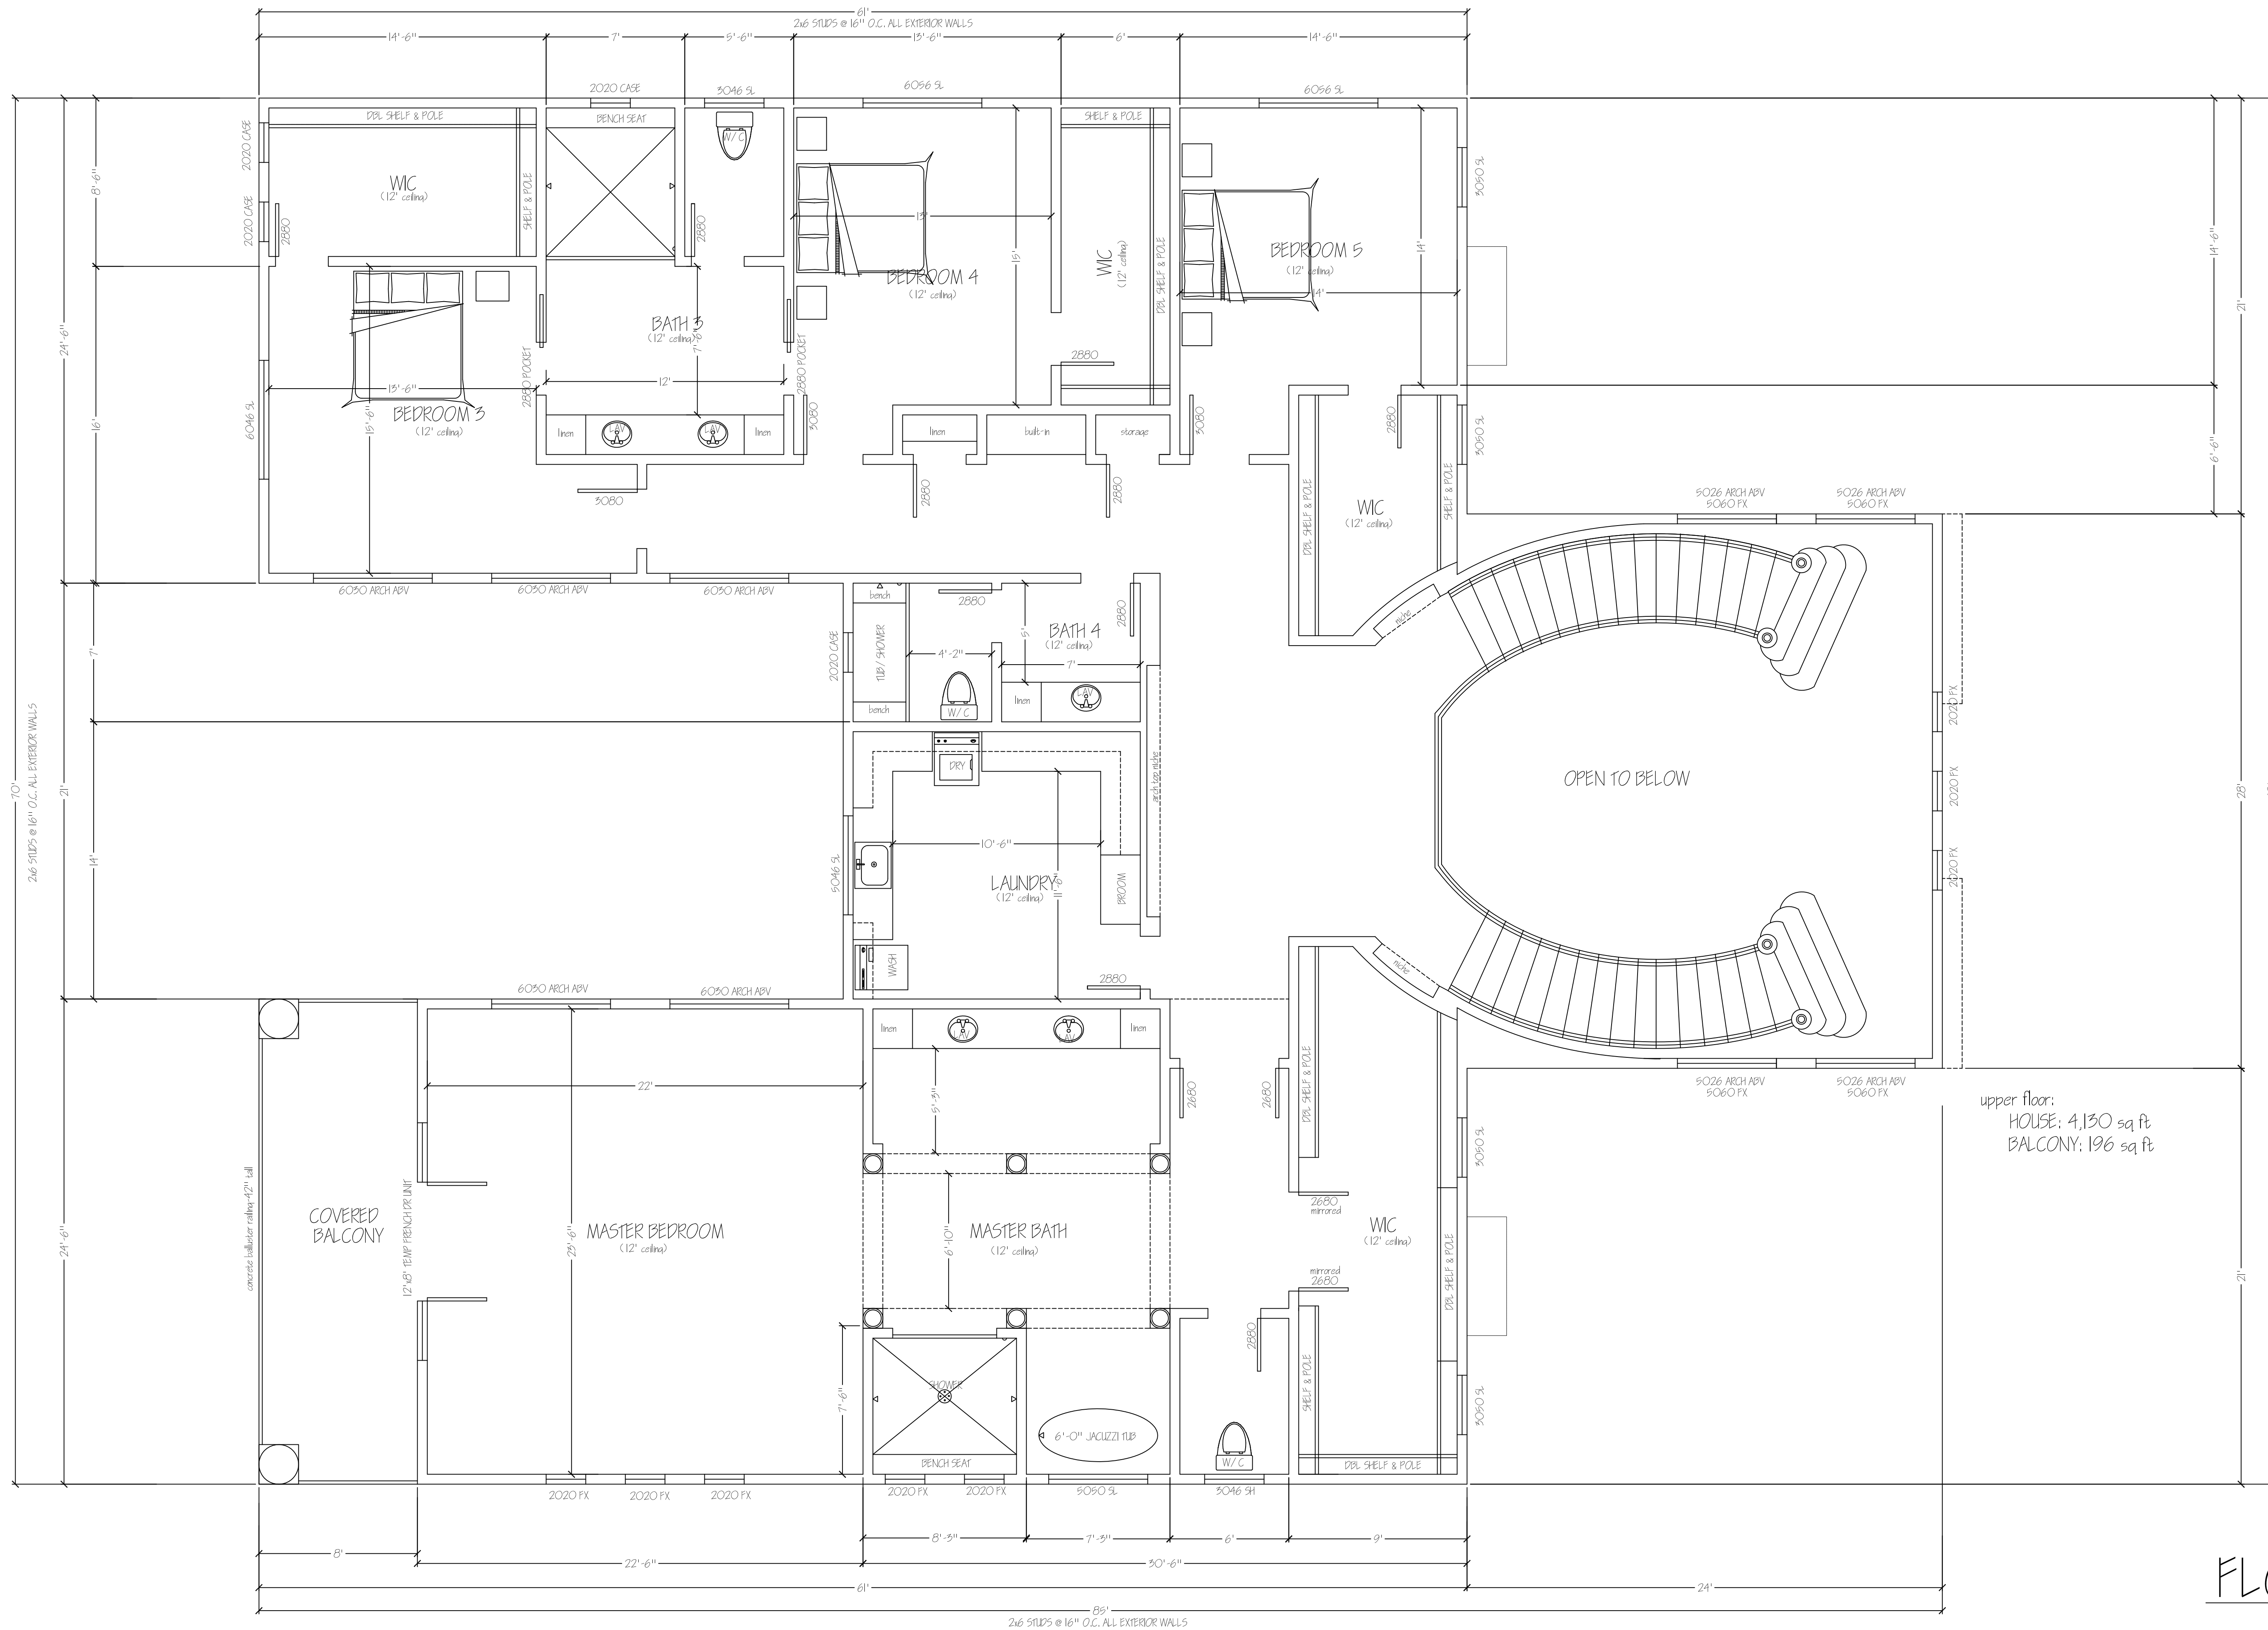 61'
2x6 STUDS @ 16" O.C. ALL EXTERIOR WALLS
14'-6"
7'
5'-6"
13'-6"
6'
14'-6"
2020 CASE
3046 SL
6056 SL
6056 SL
DBL SHELF & POLE
BENCH SEAT
W/C
SHELF & POLE
2020 CASE
2020 CASE
2880
WIC
(12' ceiling)
SHELF & POLE
2880
13'
15'
WIC
(12' ceiling)
DBL SHELF & POLE
BEDROOM 4
(12' ceiling)
BEDROOM 5
(12' ceiling)
14'
14'
3050 SL
8'-6"
24'-6"
16'
14'-6"
21'
6'-6"
BATH 3
(12' ceiling)
7'-6"
12'
2880 POCKET
2880 POCKET
2880
13'-6"
BEDROOM 3
(12' ceiling)
15'-6"
6046 SL
linen
LAV
LAV
linen
3080
linen
built-in
storage
3080
2880
3050 SL
3080
2880
2880
DBL SHELF & POLE
WIC
(12' ceiling)
SHELF & POLE
5026 ARCH ABV
5060 FX
5026 ARCH ABV
5060 FX
6030 ARCH ABV
6030 ARCH ABV
6030 ARCH ABV
bench
2880
2880
niche
7'
2020 CASE
TUB / SHOWER
4'-2"
5'
BATH 4
(12' ceiling)
7'
linen
LAV
bench
W/C
2020 FX
2020 FX
2020 FX
70'
2x6 STUDS @ 16" O.C. ALL EXTERIOR WALLS
21'
14'
DRY
arch top niche
OPEN TO BELOW
28'
10'-6"
5046 SL
LAUNDRY
(12' ceiling)
11'-6"
BROOM
WASH
2880
niche
6030 ARCH ABV
6030 ARCH ABV
linen
LAV
LAV
linen
22'
5'-3"
2680
2680
DBL SHELF & POLE
5026 ARCH ABV
5060 FX
5026 ARCH ABV
5060 FX
upper floor:
HOUSE: 4,130 sq ft
BALCONY: 196 sq ft
3050 SL
concrete balluster railing-42" tall
COVERED
BALCONY
12'x8' TEMP FRENCH DR UNIT
MASTER BEDROOM
(12' ceiling)
23'-6"
MASTER BATH
(12' ceiling)
6'-10"
2680
mirrored
WIC
(12' ceiling)
mirrored
2680
DBL SHELF & POLE
24'-6"
21'
2880
SHELF & POLE
3050 SL
7'-6"
SHOWER
6'-0" JACUZZI TUB
BENCH SEAT
W/C
DBL SHELF & POLE
2020 FX
2020 FX
2020 FX
2020 FX
2020 FX
5050 SL
3046 SH
8'-3"
7'-3"
6'
9'
8'
22'-6"
30'-6"
61'
24'
85'
2x6 STUDS @ 16" O.C. ALL EXTERIOR WALLS